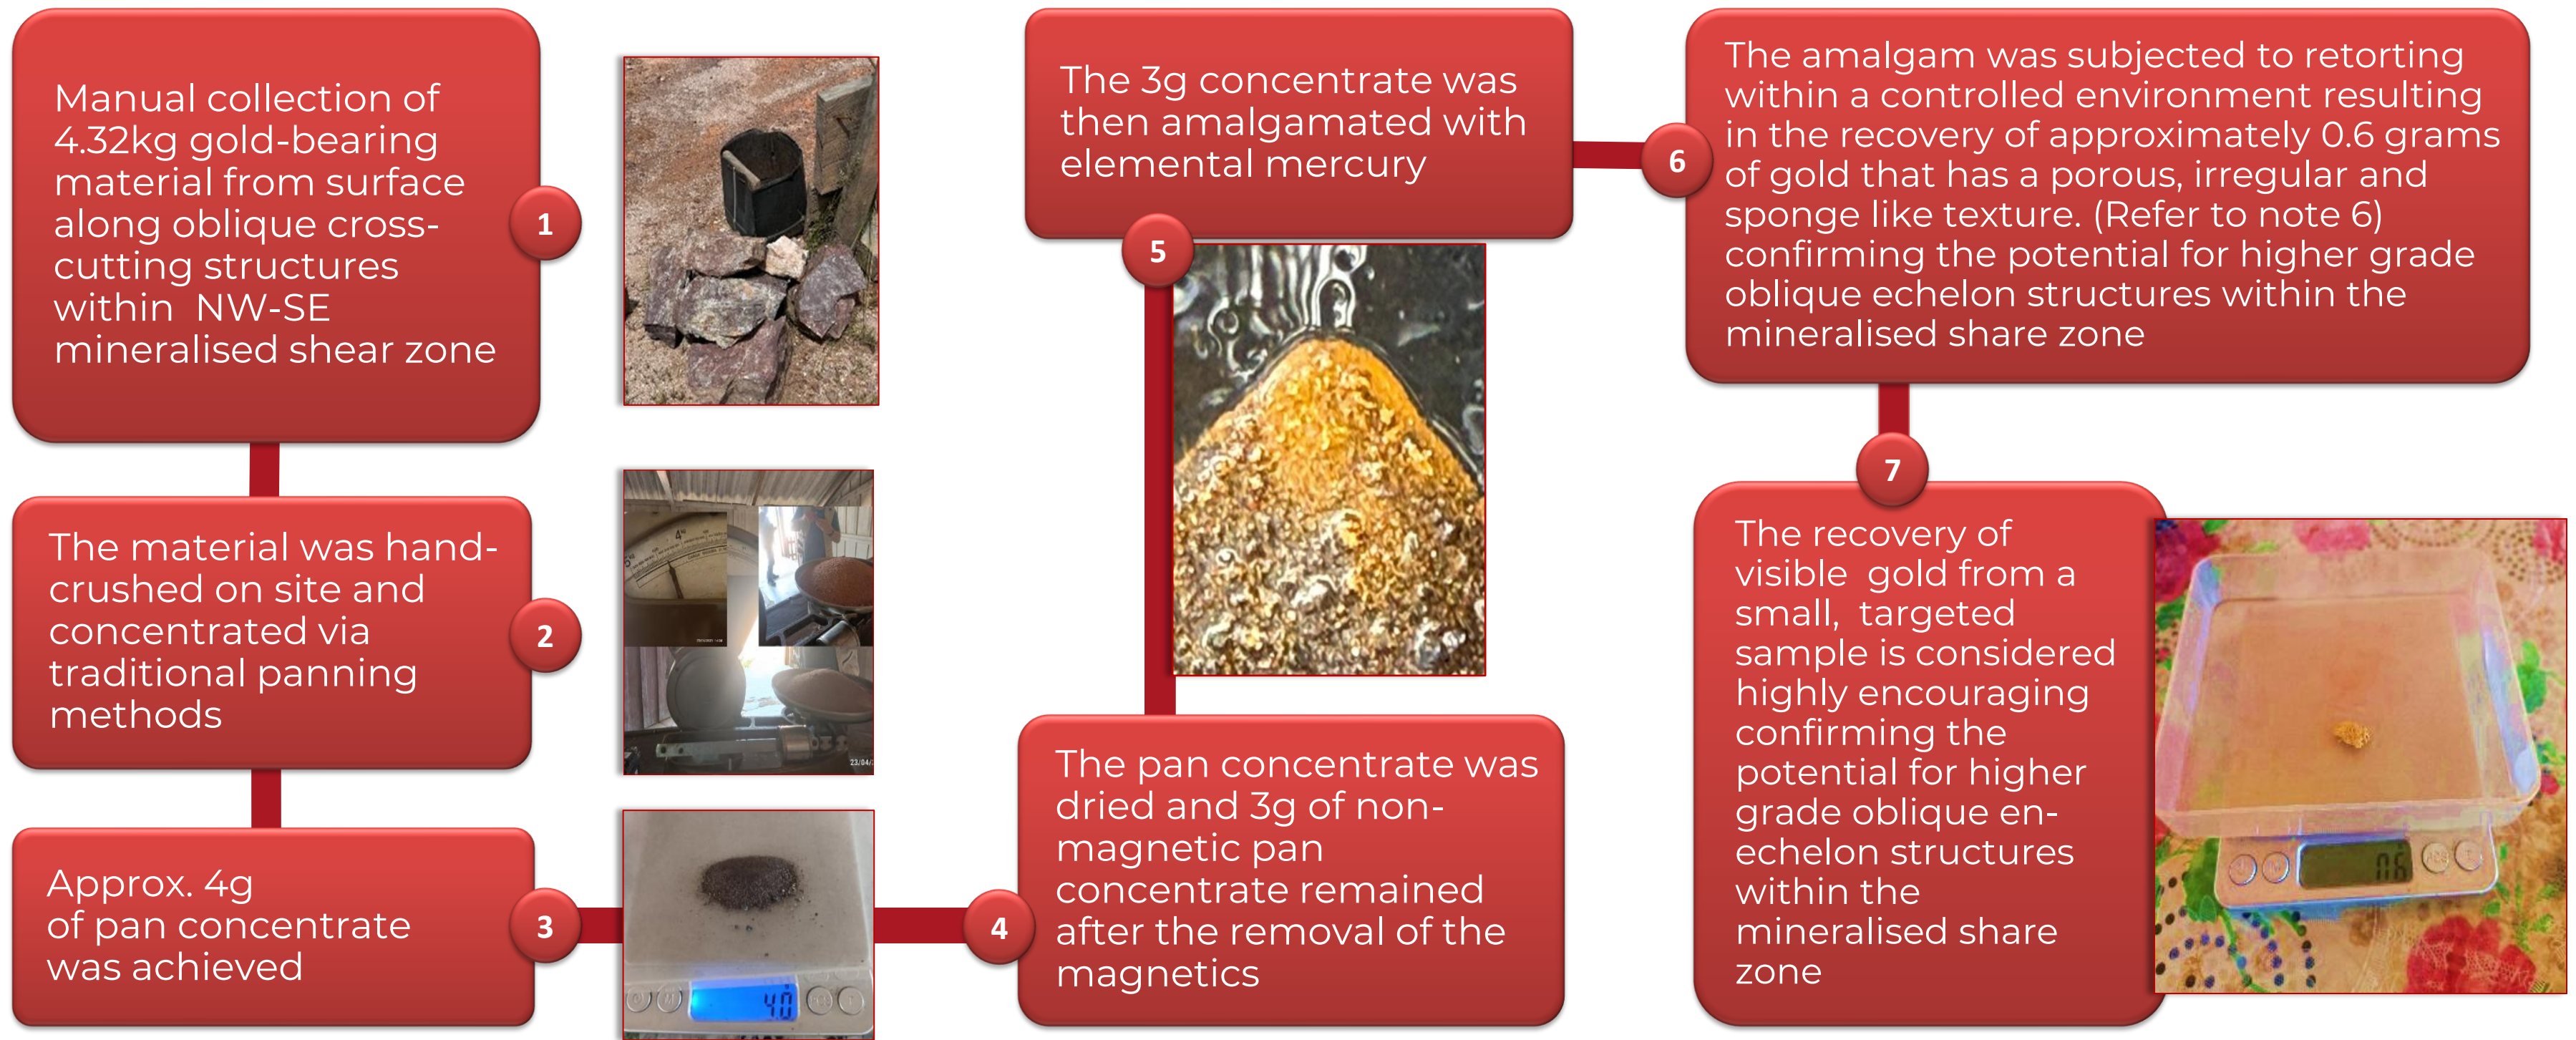 Manual collection of
4.32kg gold-bearing
material from surface
along oblique cross-
cutting structures
within NW-SE
mineralised shear zone
1
The material was hand-
crushed on site and
concentrated via
traditional panning
methods
2
4
23/04/
Approx. 4g
of pan concentrate
was achieved
3
4.0
4
The pan concentrate was
dried and 3g of non-
magnetic pan
concentrate remained
after the removal of the
magnetics
5
The 3g concentrate was
then amalgamated with
elemental mercury
6
The amalgam was subjected to retorting
within a controlled environment resulting
in the recovery of approximately 0.6 grams
of gold that has a porous, irregular and
sponge like texture. (Refer to note 6)
confirming the potential for higher grade
oblique echelon structures within the
mineralised share zone
7
The recovery of
visible gold from a
small, targeted
sample is considered
highly encouraging
confirming the
potential for higher
grade oblique en-
echelon structures
within the
mineralised share
zone
0.6